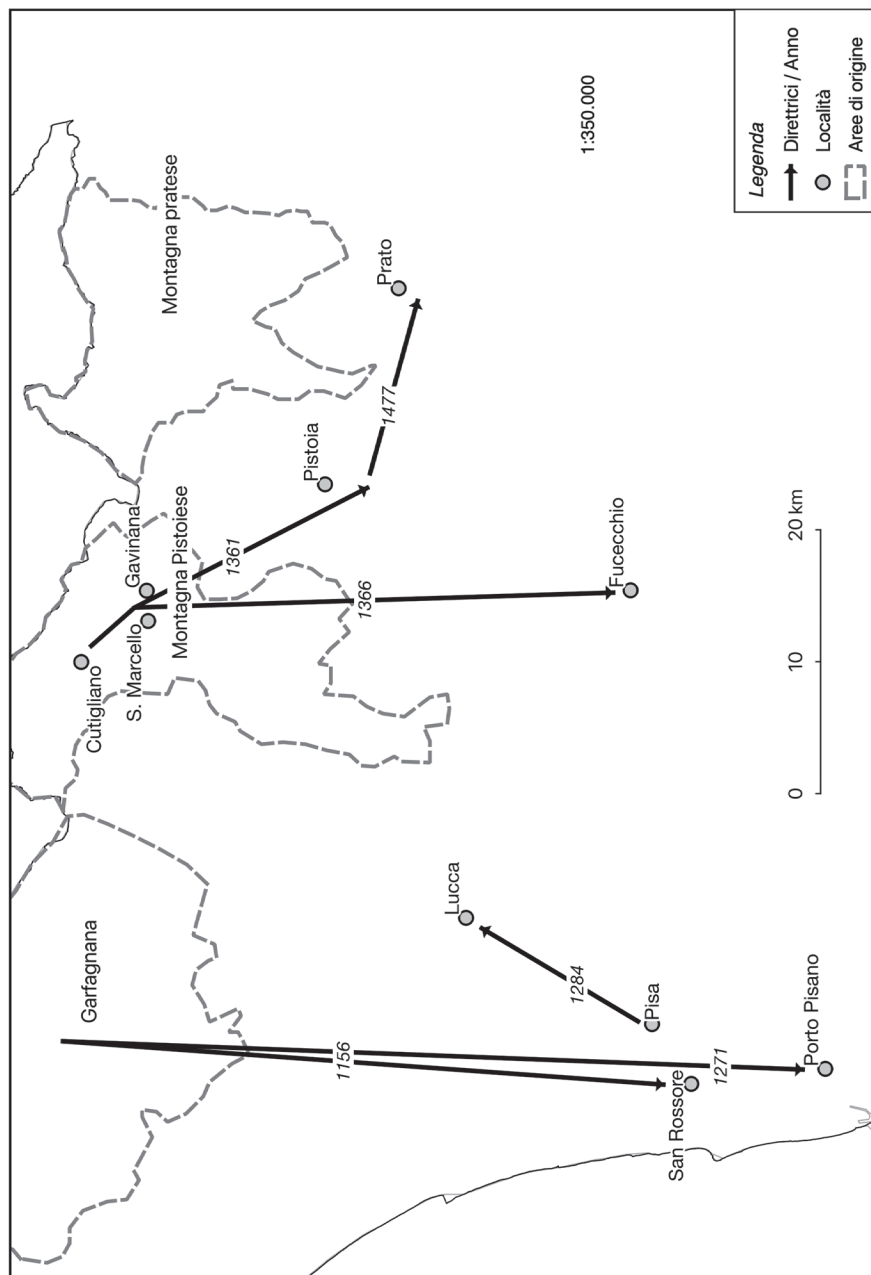 Garfagnana
Montagna pratese
Cutigliano
S. Marcello
Gavinana
Montagna Pistoiese
Pistoia
Prato
Lucca
Pisa
San Rossore
Porto Pisano
Fucecchio
1156
1271
1284
1361
1366
1477
0
10
20 km
1:350.000
Legenda
Direttrici / Anno
Località
Aree di origine